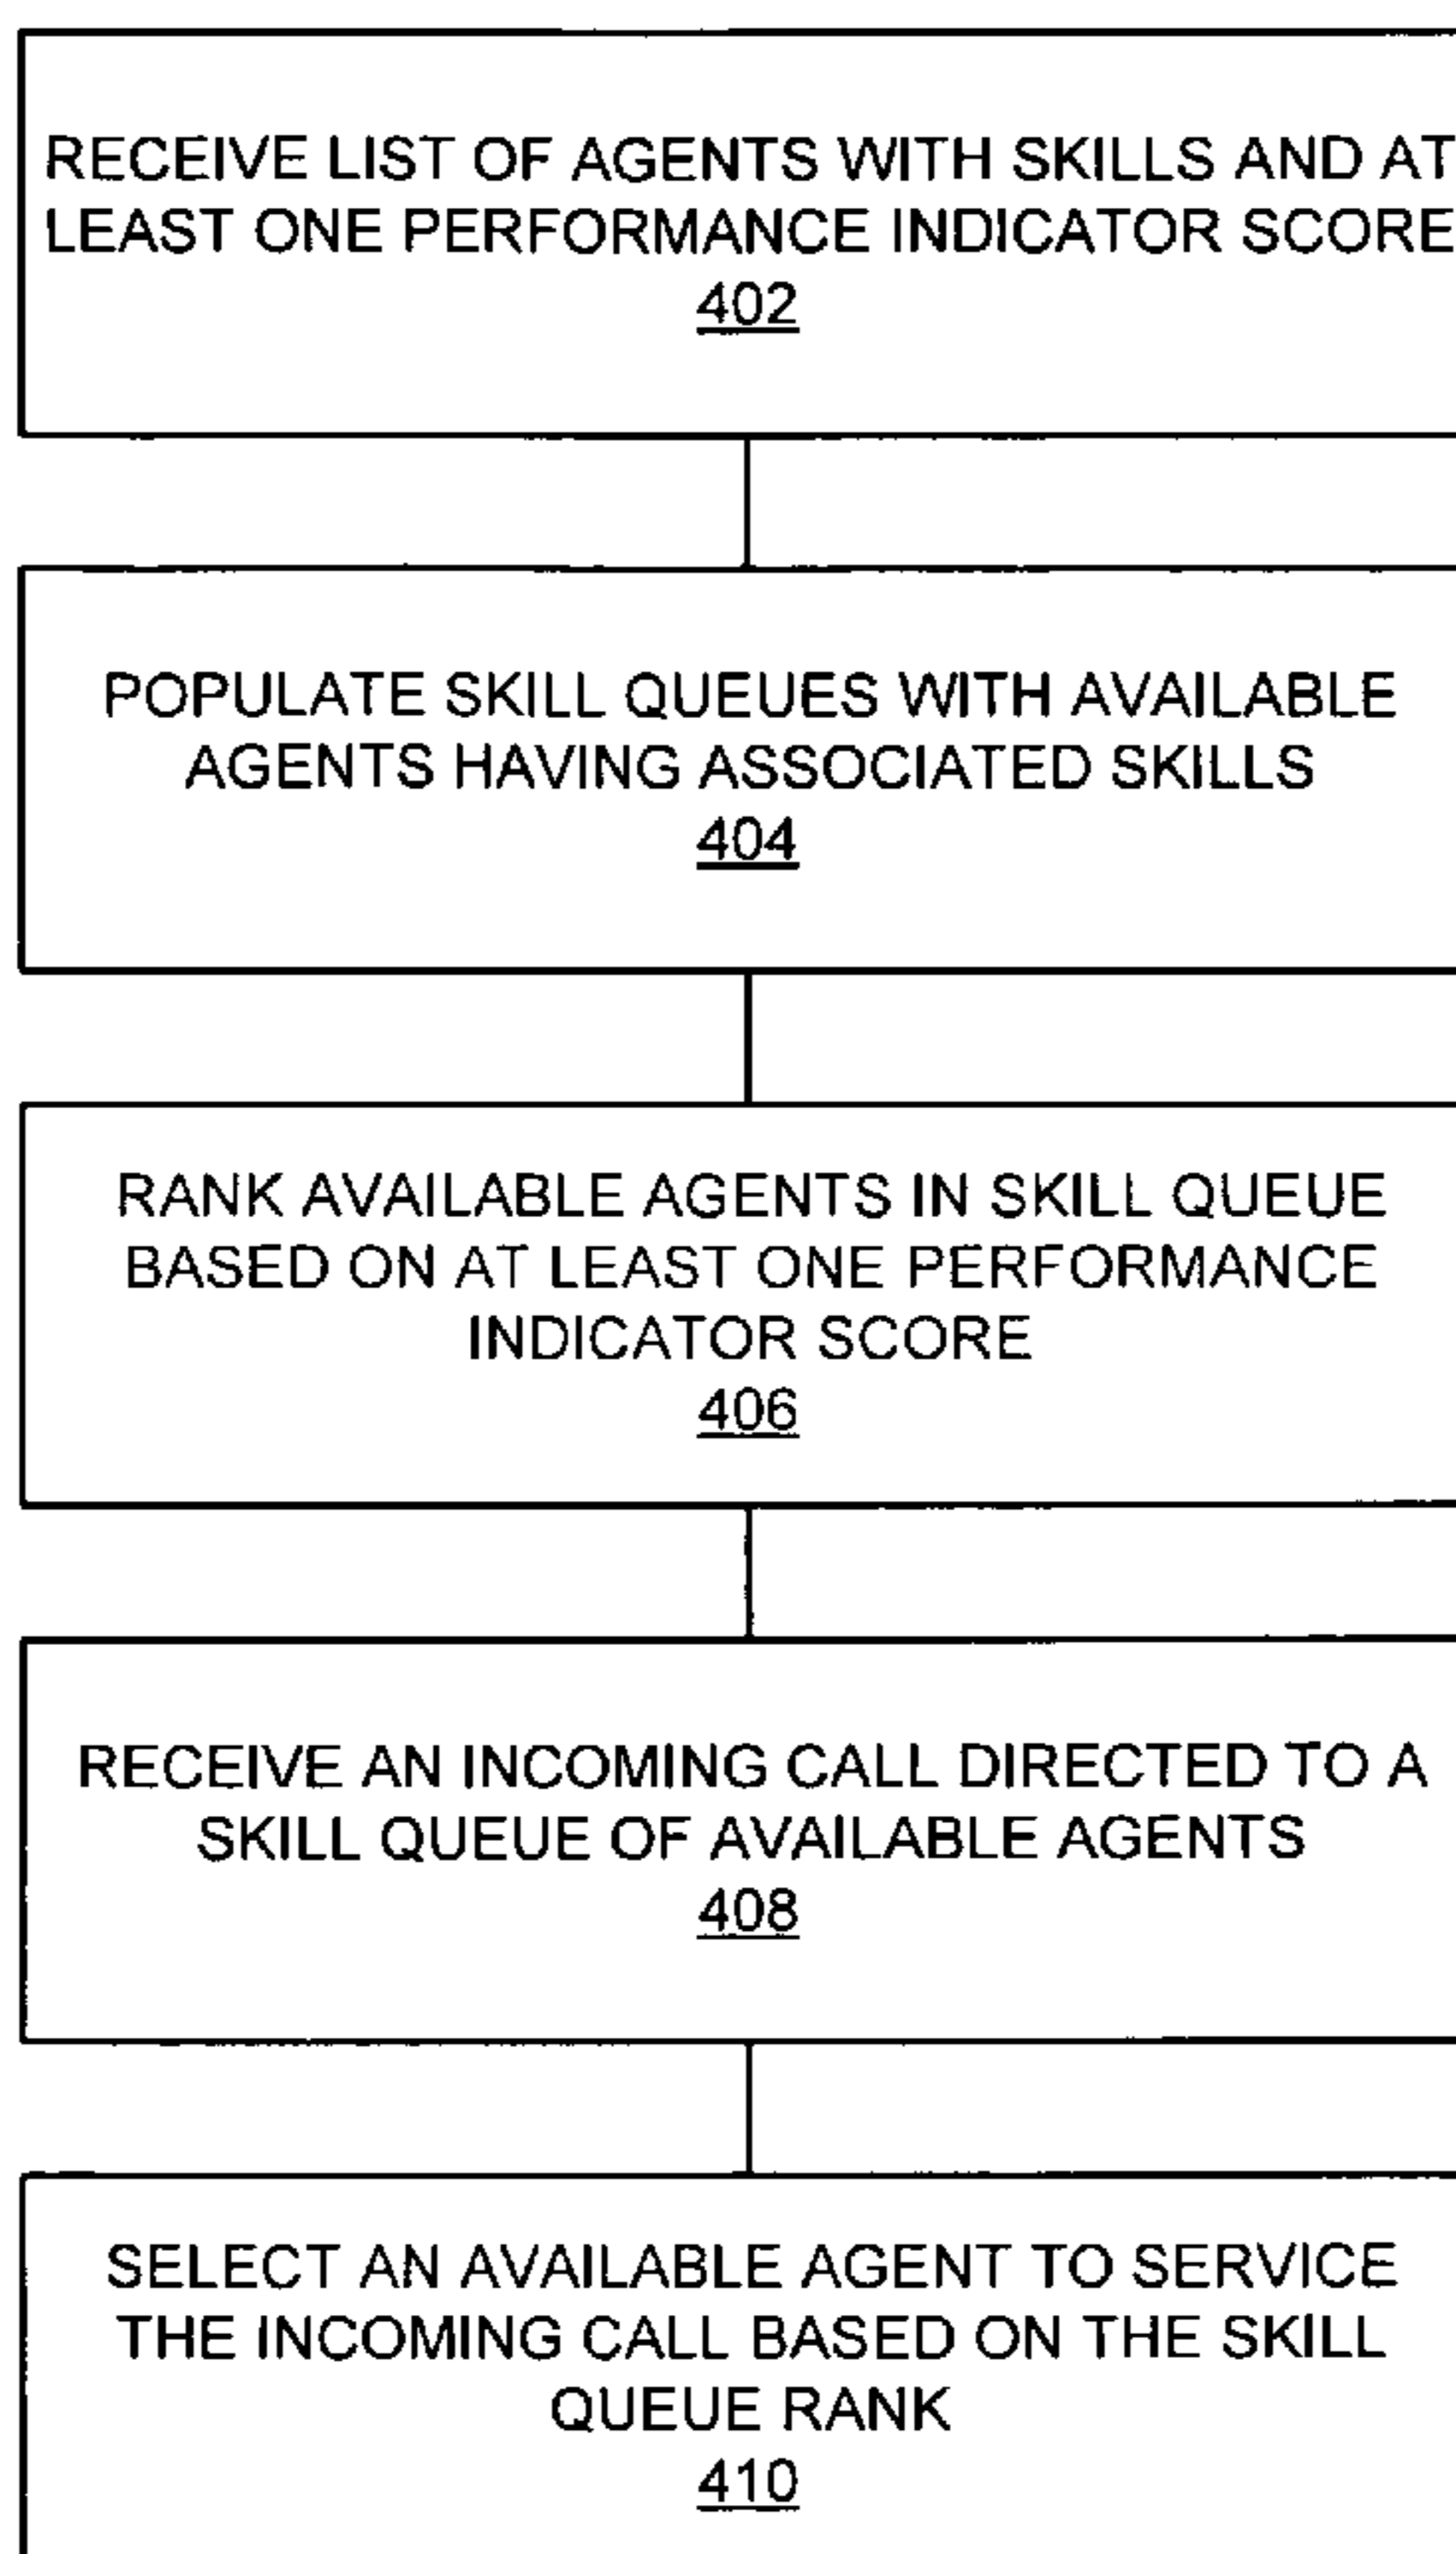 RECEIVE LIST OF AGENTS WITH SKILLS AND AT
LEAST ONE PERFORMANCE INDICATOR SCORE
402
POPULATE SKILL QUEUES WITH AVAILABLE
AGENTS HAVING ASSOCIATED SKILLS
404
RANK AVAILABLE AGENTS IN SKILL QUEUE
BASED ON AT LEAST ONE PERFORMANCE
INDICATOR SCORE
406
RECEIVE AN INCOMING CALL DIRECTED TO A
SKILL QUEUE OF AVAILABLE AGENTS
408
SELECT AN AVAILABLE AGENT TO SERVICE
THE INCOMING CALL BASED ON THE SKILL
QUEUE RANK
410